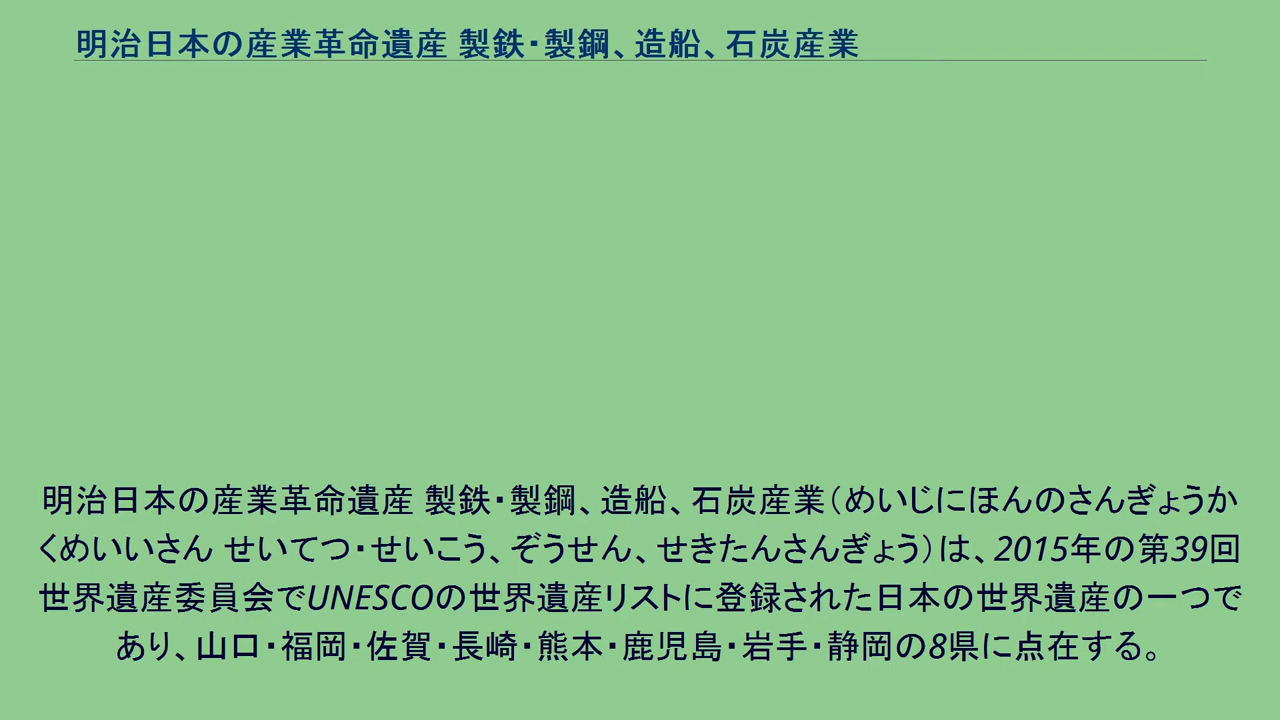 明治日本の産業革命遺産 製鉄・製鋼、造船、石炭産業
明治日本の産業革命遺産 製鉄・製鋼、造船、石炭産業（めいじにほんのさんぎょうか
くめいいさん せいてつ・せいこう、ぞうせん、せきたんさんぎょう）は、2015年の第39回
世界遺産委員会でUNESCOの世界遺産リストに登録された日本の世界遺産の一つで
あり、山口・福岡・佐賀・長崎・熊本・鹿児島・岩手・静岡の8県に点在する。